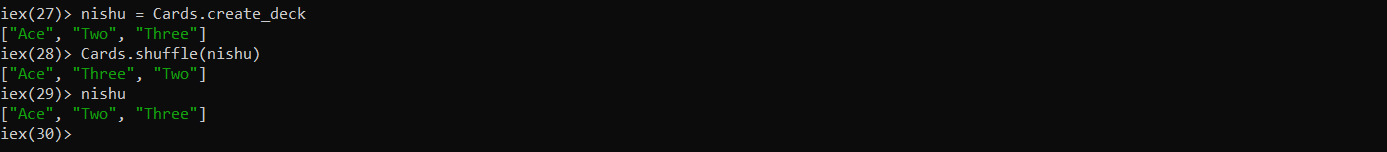 iex(27)> nishu = Cards.create_deck
["Ace", "Two", "Three"]
iex(28)> Cards.shuffle(nishu)
["Ace", "Three", "Two"]
iex(29)> nishu
["Ace", "Two", "Three"]
iex(30)>